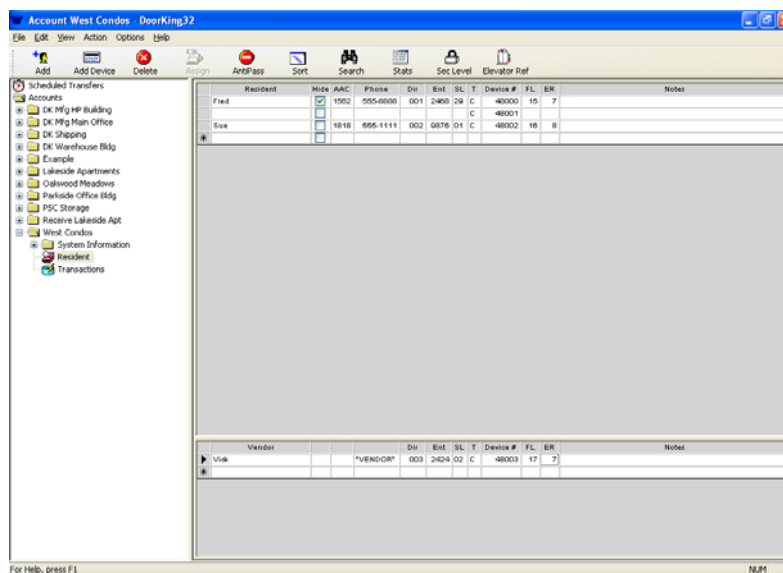 Account West Condos - DoorKing32
File Edit View Action Options Help
Add Add Device Delete Assign AntiPass Sort Search Stats Sec Level Elevator Ref
Scheduled Transfers
Accounts
DK Mfg HP Building
DK Mfg Main Office
DK Shipping
DK Warehouse Bldg
Example
Lakeside Apartments
Oakwood Meadows
Parkside Office Bldg
PSC Storage
Receive Lakeside Apt
West Condos
System Information
Resident
Transactions
Resident Hide AAC Phone Dir Ent SL T Device # FL ER Notes
Fred 1562 555-8888 001 2468 29 C 48000 15 7
C 48001
Sue 1818 555-1111 002 9876 01 C 48002 16 8
Vendor Dir Ent SL T Device # FL ER Notes
"VENDOR" 003 2424 02 C 48003 17 7
For Help, press F1 NUM